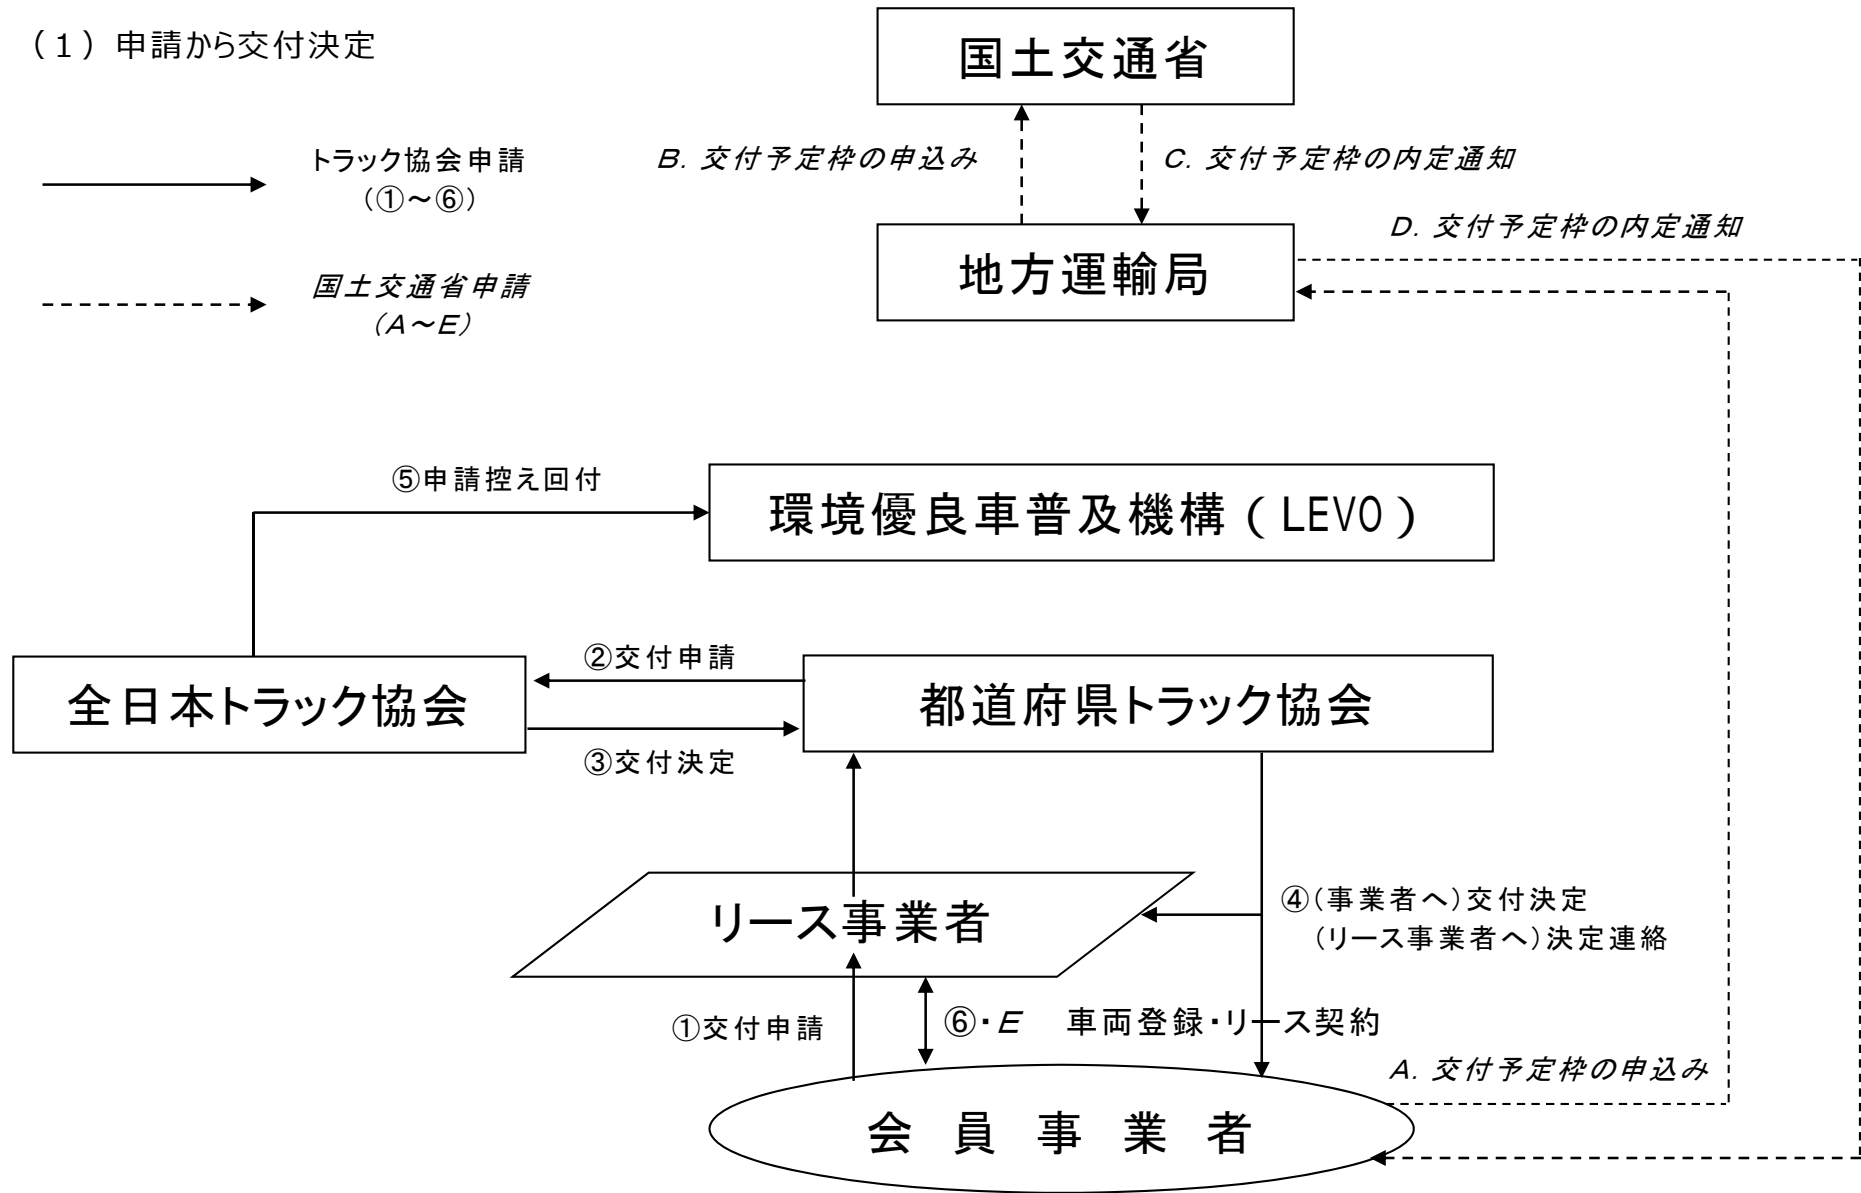 （１）申請から交付決定
国土交通省
トラック協会申請
（①～⑥）
B. 交付予定枠の申込み
C. 交付予定枠の内定通知
D. 交付予定枠の内定通知
地方運輸局
国土交通省申請
（A～E）
⑤申請控え回付
環境優良車普及機構（LEVO）
②交付申請
全日本トラック協会
都道府県トラック協会
③交付決定
リース事業者
④(事業者へ)交付決定
(リース事業者へ)決定連絡
①交付申請
⑥・E　車両登録・リース契約
A. 交付予定枠の申込み
会員事業者